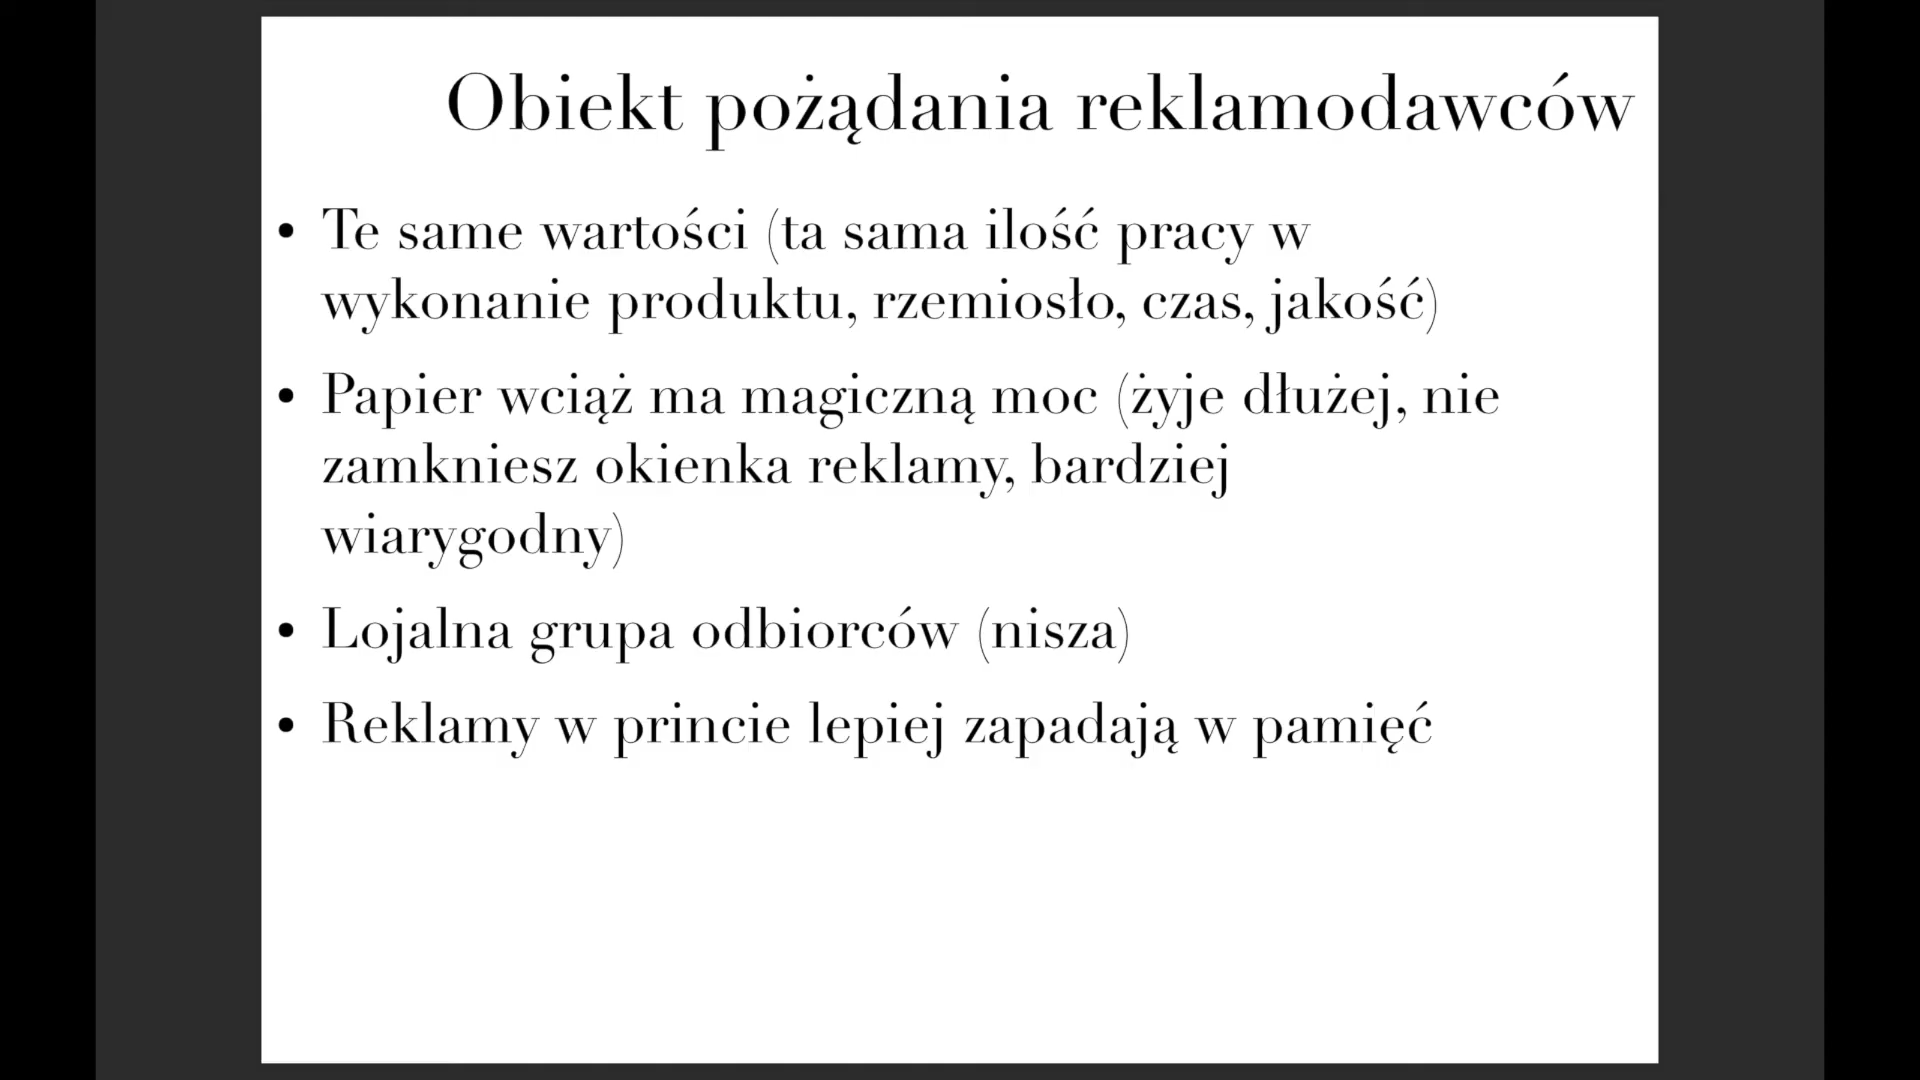 Obiekt pożądania reklamodawców
• Te same wartości (ta sama ilość pracy w
wykonanie produktu, rzemiosło, czas, jakość)
• Papier wciąż ma magiczną moc (żyje dłużej, nie
zamkniesz okienka reklamy, bardziej
wiarygodny)
• Lojalna grupa odbiorców (nisza)
• Reklamy w princie lepiej zapadają w pamięć